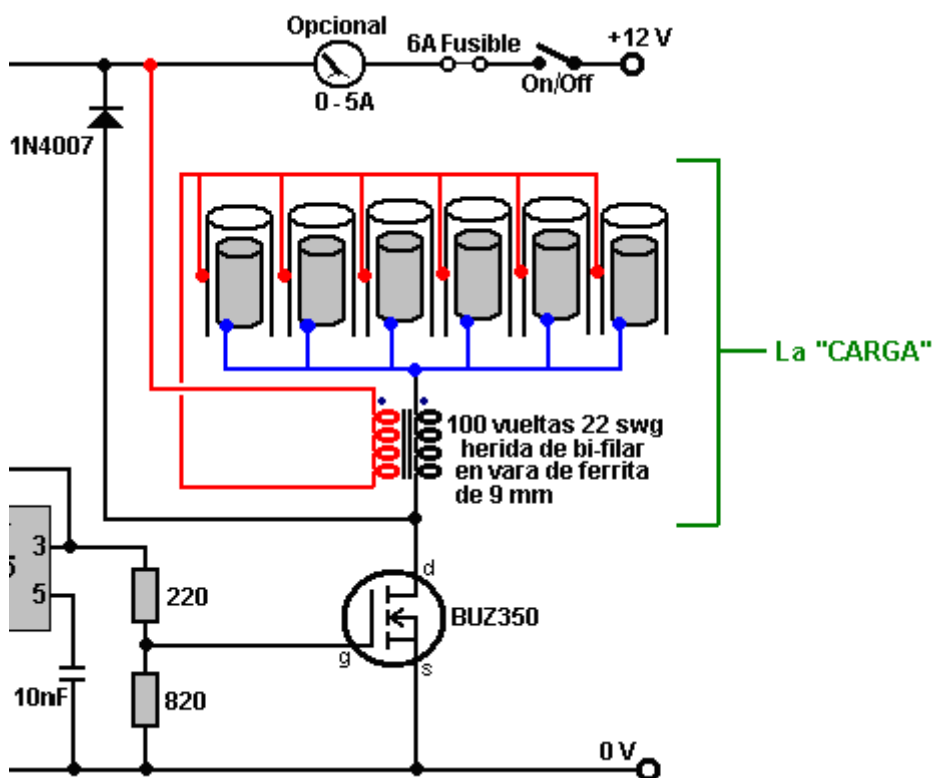 Opcional
6A Fusible
+12 V
On/Off
0 - 5A
1N4007
La "CARGA"
100 vueltas 22 swg
herida de bi-filar
en vara de ferrita
de 9 mm
3
5
220
d
BUZ350
g
s
10nF
820
0 V